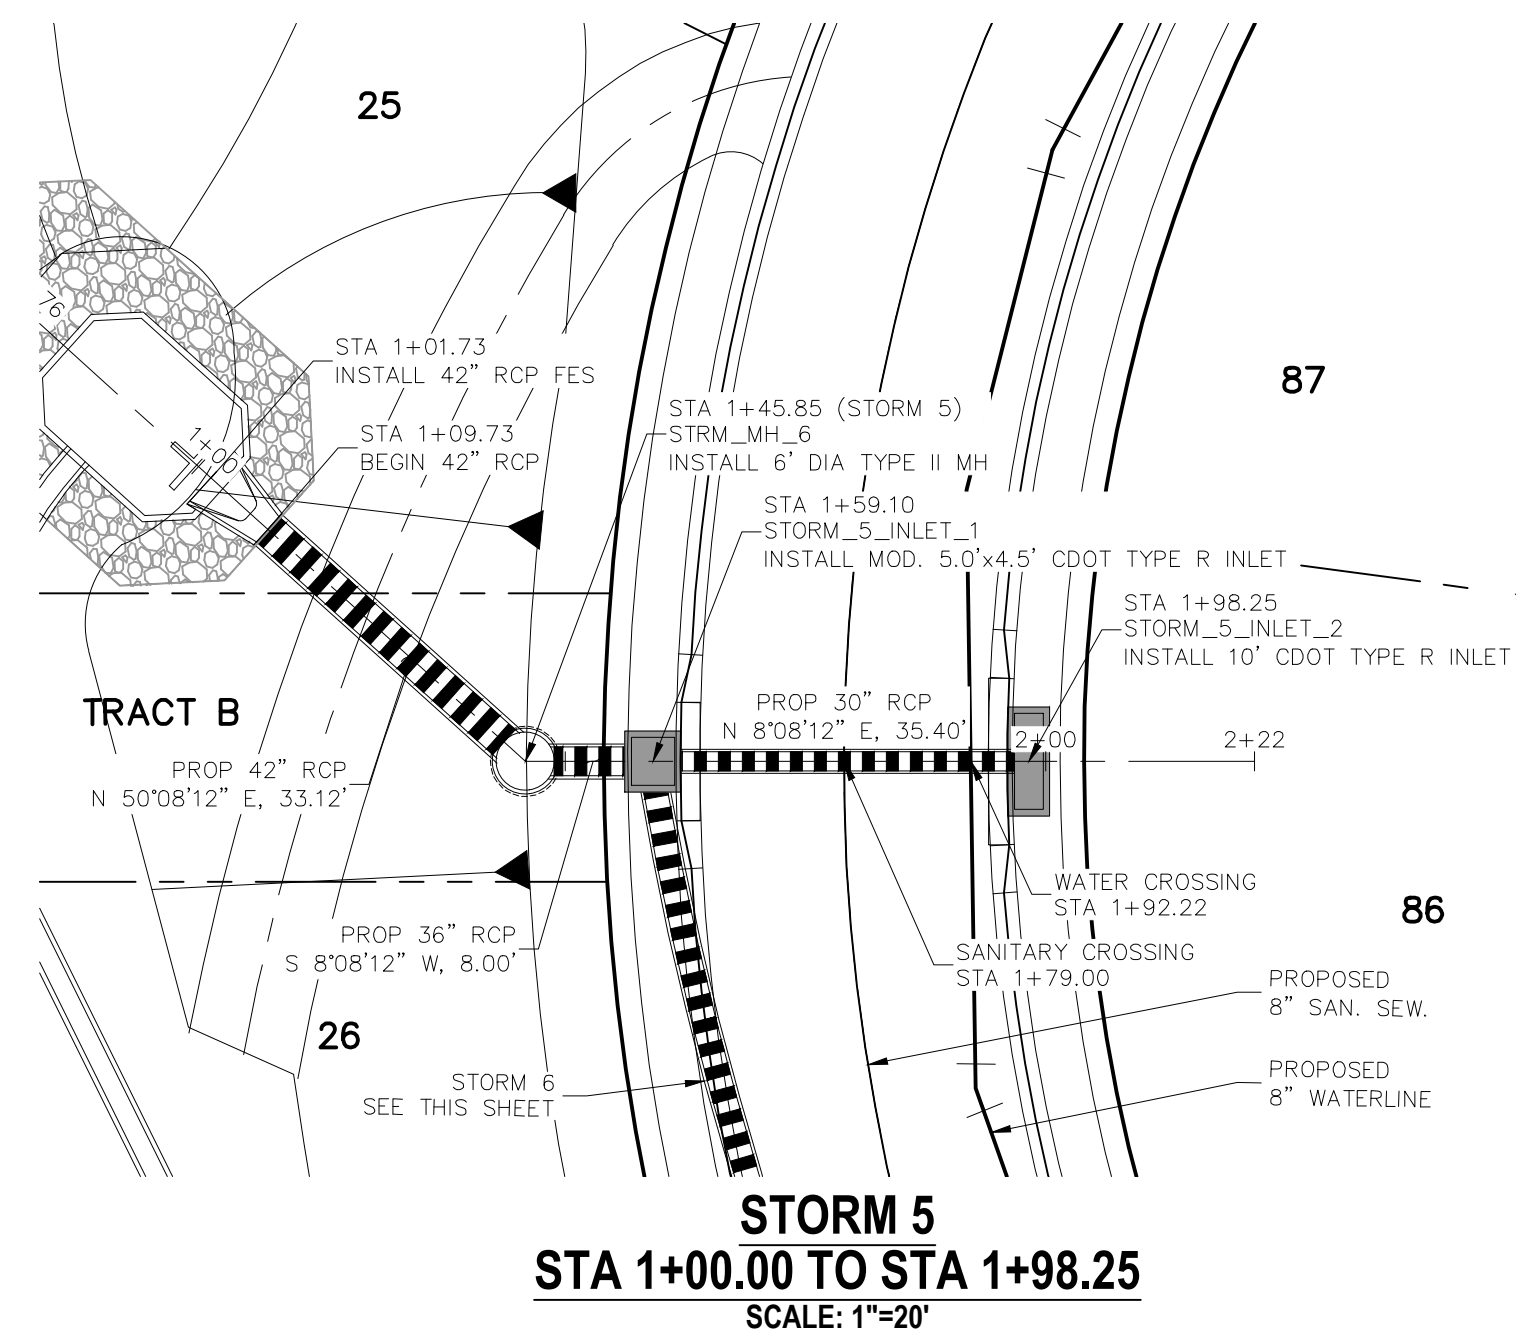 25
76
STA 1+01.73
INSTALL 42” RCP FES
STA 1+09.73
BEGIN 42” RCP
1+00
STA 1+45.85 (STORM 5)
STRM_MH_6
INSTALL 6’ DIA TYPE II MH
87
STA 1+59.10
STORM_5_INLET_1
INSTALL MOD. 5.0’x4.5’ CDOT TYPE R INLET
STA 1+98.25
STORM_5_INLET_2
INSTALL 10’ CDOT TYPE R INLET
TRACT B
PROP 30” RCP
N 8°08’12” E, 35.40’
2+00
2+22
PROP 42” RCP
N 50°08’12” E, 33.12’
WATER CROSSING
STA 1+92.22
86
PROP 36” RCP
S 8°08’12” W, 8.00’
SANITARY CROSSING
STA 1+79.00
PROPOSED
8” SAN. SEW.
26
STORM 6
SEE THIS SHEET
PROPOSED
8” WATERLINE
STORM 5
STA 1+00.00 TO STA 1+98.25
SCALE: 1"=20'